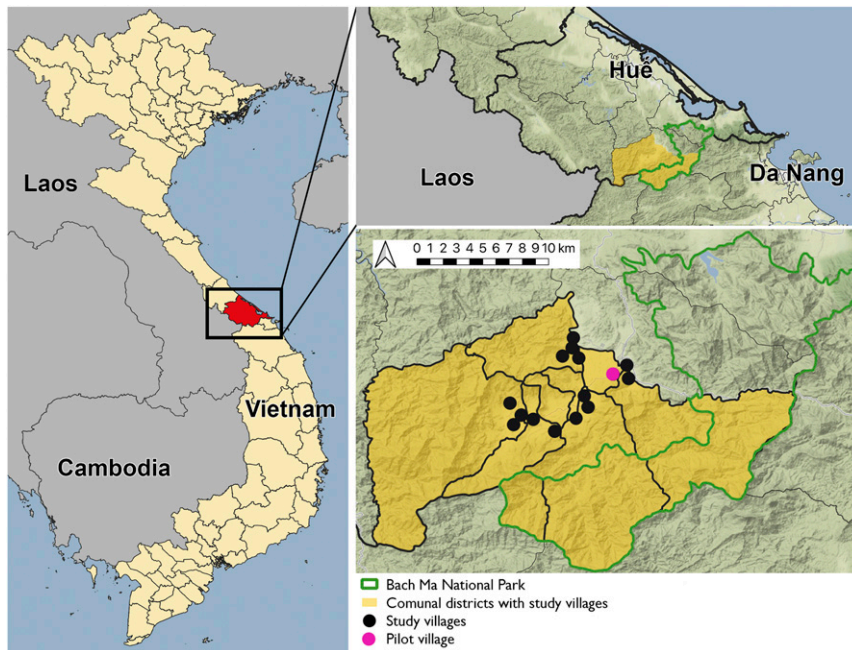 Laos
Vietnam
Cambodia
Huế
Laos
Da Nang
0 1 2 3 4 5 6 7 8 9 10 km
Bach Ma National Park
Comunal districts with study villages
Study villages
Pilot village